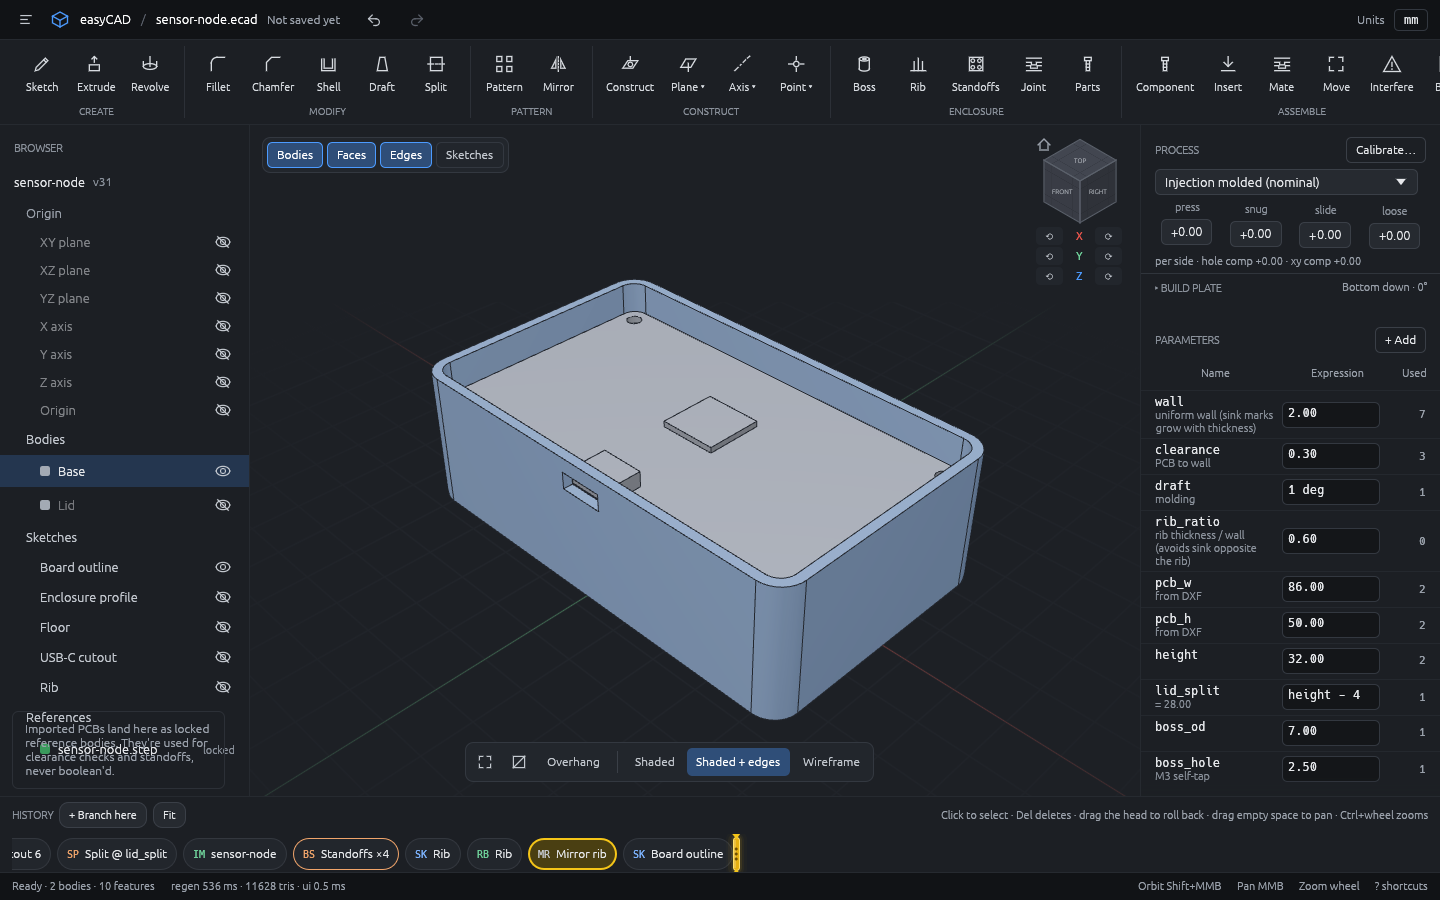 easyCAD / sensor-node.ecad Not saved yet Units mm
Sketch Extrude Revolve Fillet Chamfer Shell Draft Split Pattern Mirror Construct Plane Axis Point Boss Rib Standoffs Joint Parts Component Insert Mate Move Interfere
CREATE MODIFY PATTERN CONSTRUCT ENCLOSURE ASSEMBLE
BROWSER
sensor-node v31
Origin
XY plane
XZ plane
YZ plane
X axis
Y axis
Z axis
Origin
Bodies
Base
Lid
Sketches
Board outline
Enclosure profile
Floor
USB-C cutout
Rib
References
sensor-node.step locked
Imported PCBs land here as locked
reference bodies. They're used for
clearance checks and standoffs,
never boolean'd.
Bodies Faces Edges Sketches
TOP
FRONT RIGHT
X
Y
Z
Overhang Shaded Shaded + edges Wireframe
PROCESS Calibrate...
Injection molded (nominal)
press snug slide loose
+0.00 +0.00 +0.00 +0.00
per side · hole comp +0.00 · xy comp +0.00
BUILD PLATE Bottom down · 0°
PARAMETERS + Add
Name Expression Used
wall 2.00 7
uniform wall (sink marks
grow with thickness)
clearance 0.30 3
PCB to wall
draft 1 deg 1
molding
rib_ratio 0.60 0
rib thickness / wall
(avoids sink opposite
the rib)
pcb_w 86.00 2
from DXF
pcb_h 50.00 2
from DXF
height 32.00 2
lid_split height - 4 1
= 28.00
boss_od 7.00 1
boss_hole 2.50 1
M3 self-tap
HISTORY + Branch here Fit Click to select · Del deletes · drag the head to roll back · drag empty space to pan · Ctrl+wheel zooms
out 6 SP Split @ lid_split IM sensor-node BS Standoffs ×4 SK Rib RB Rib MR Mirror rib SK Board outline
Ready · 2 bodies · 10 features regen 536 ms · 11628 tris · ui 0.5 ms Orbit Shift+MMB Pan MMB Zoom wheel ? shortcuts